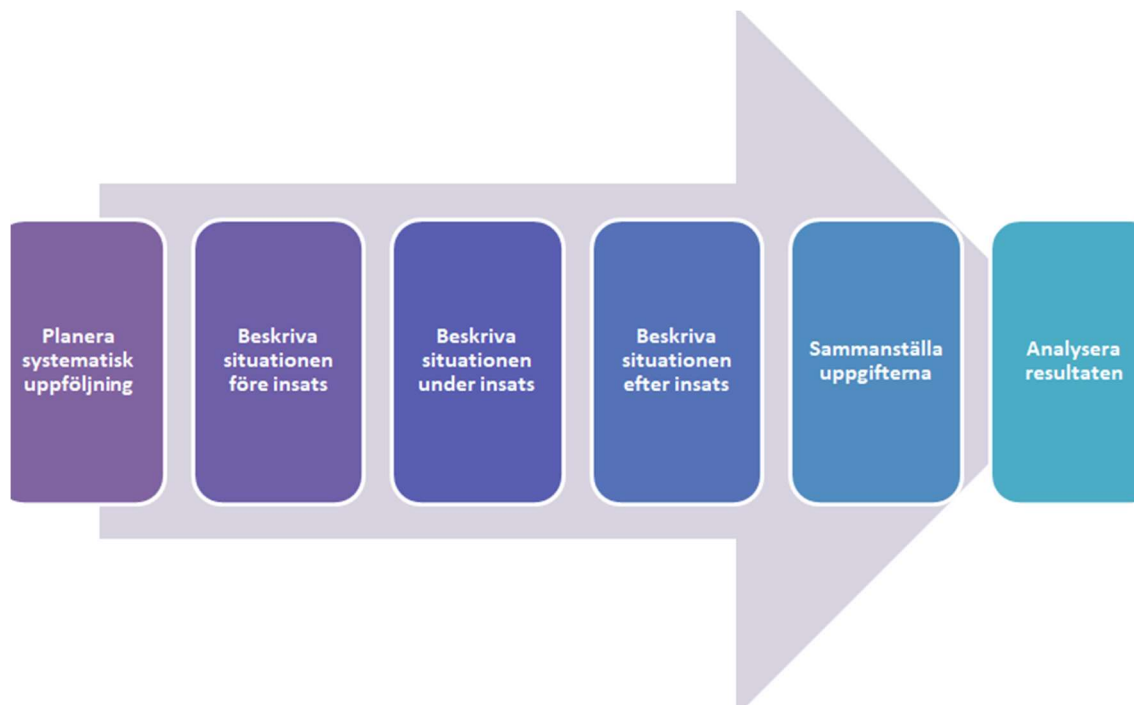 Planera
systematisk
uppföljning
Beskriva
situationen
före insats
Beskriva
situationen
under insats
Beskriva
situationen
efter insats
Sammanställa
uppgifterna
Analysera
resultaten